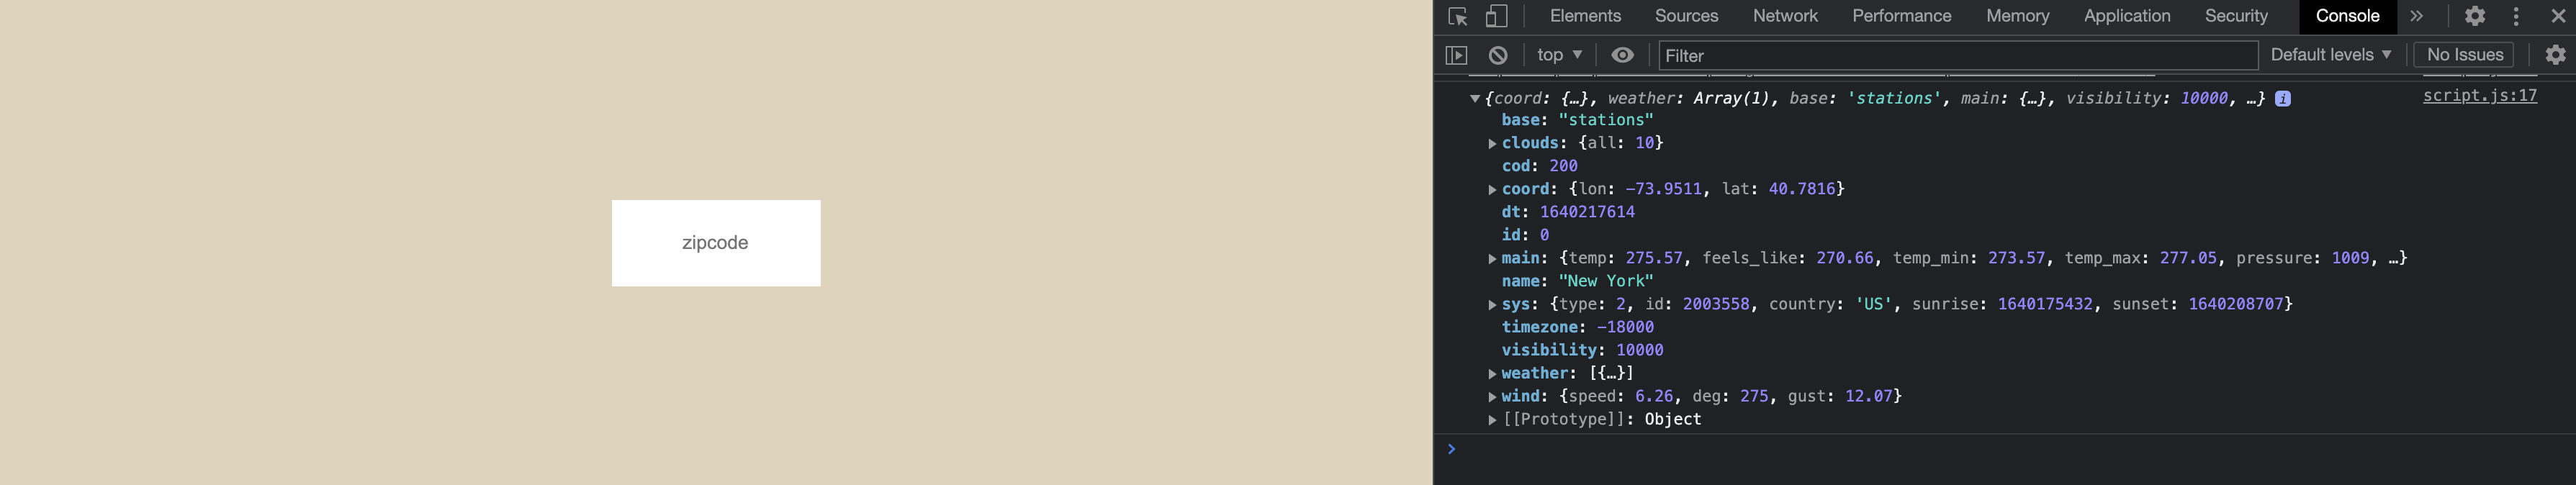 zipcode
Elements Sources Network Performance Memory Application Security Console
top Filter Default levels No Issues
{coord: {…}, weather: Array(1), base: 'stations', main: {…}, visibility: 10000, …} i script.js:17
base: "stations"
clouds: {all: 10}
cod: 200
coord: {lon: -73.9511, lat: 40.7816}
dt: 1640217614
id: 0
main: {temp: 275.57, feels_like: 270.66, temp_min: 273.57, temp_max: 277.05, pressure: 1009, …}
name: "New York"
sys: {type: 2, id: 2003558, country: 'US', sunrise: 1640175432, sunset: 1640208707}
timezone: -18000
visibility: 10000
weather: [{…}]
wind: {speed: 6.26, deg: 275, gust: 12.07}
[[Prototype]]: Object